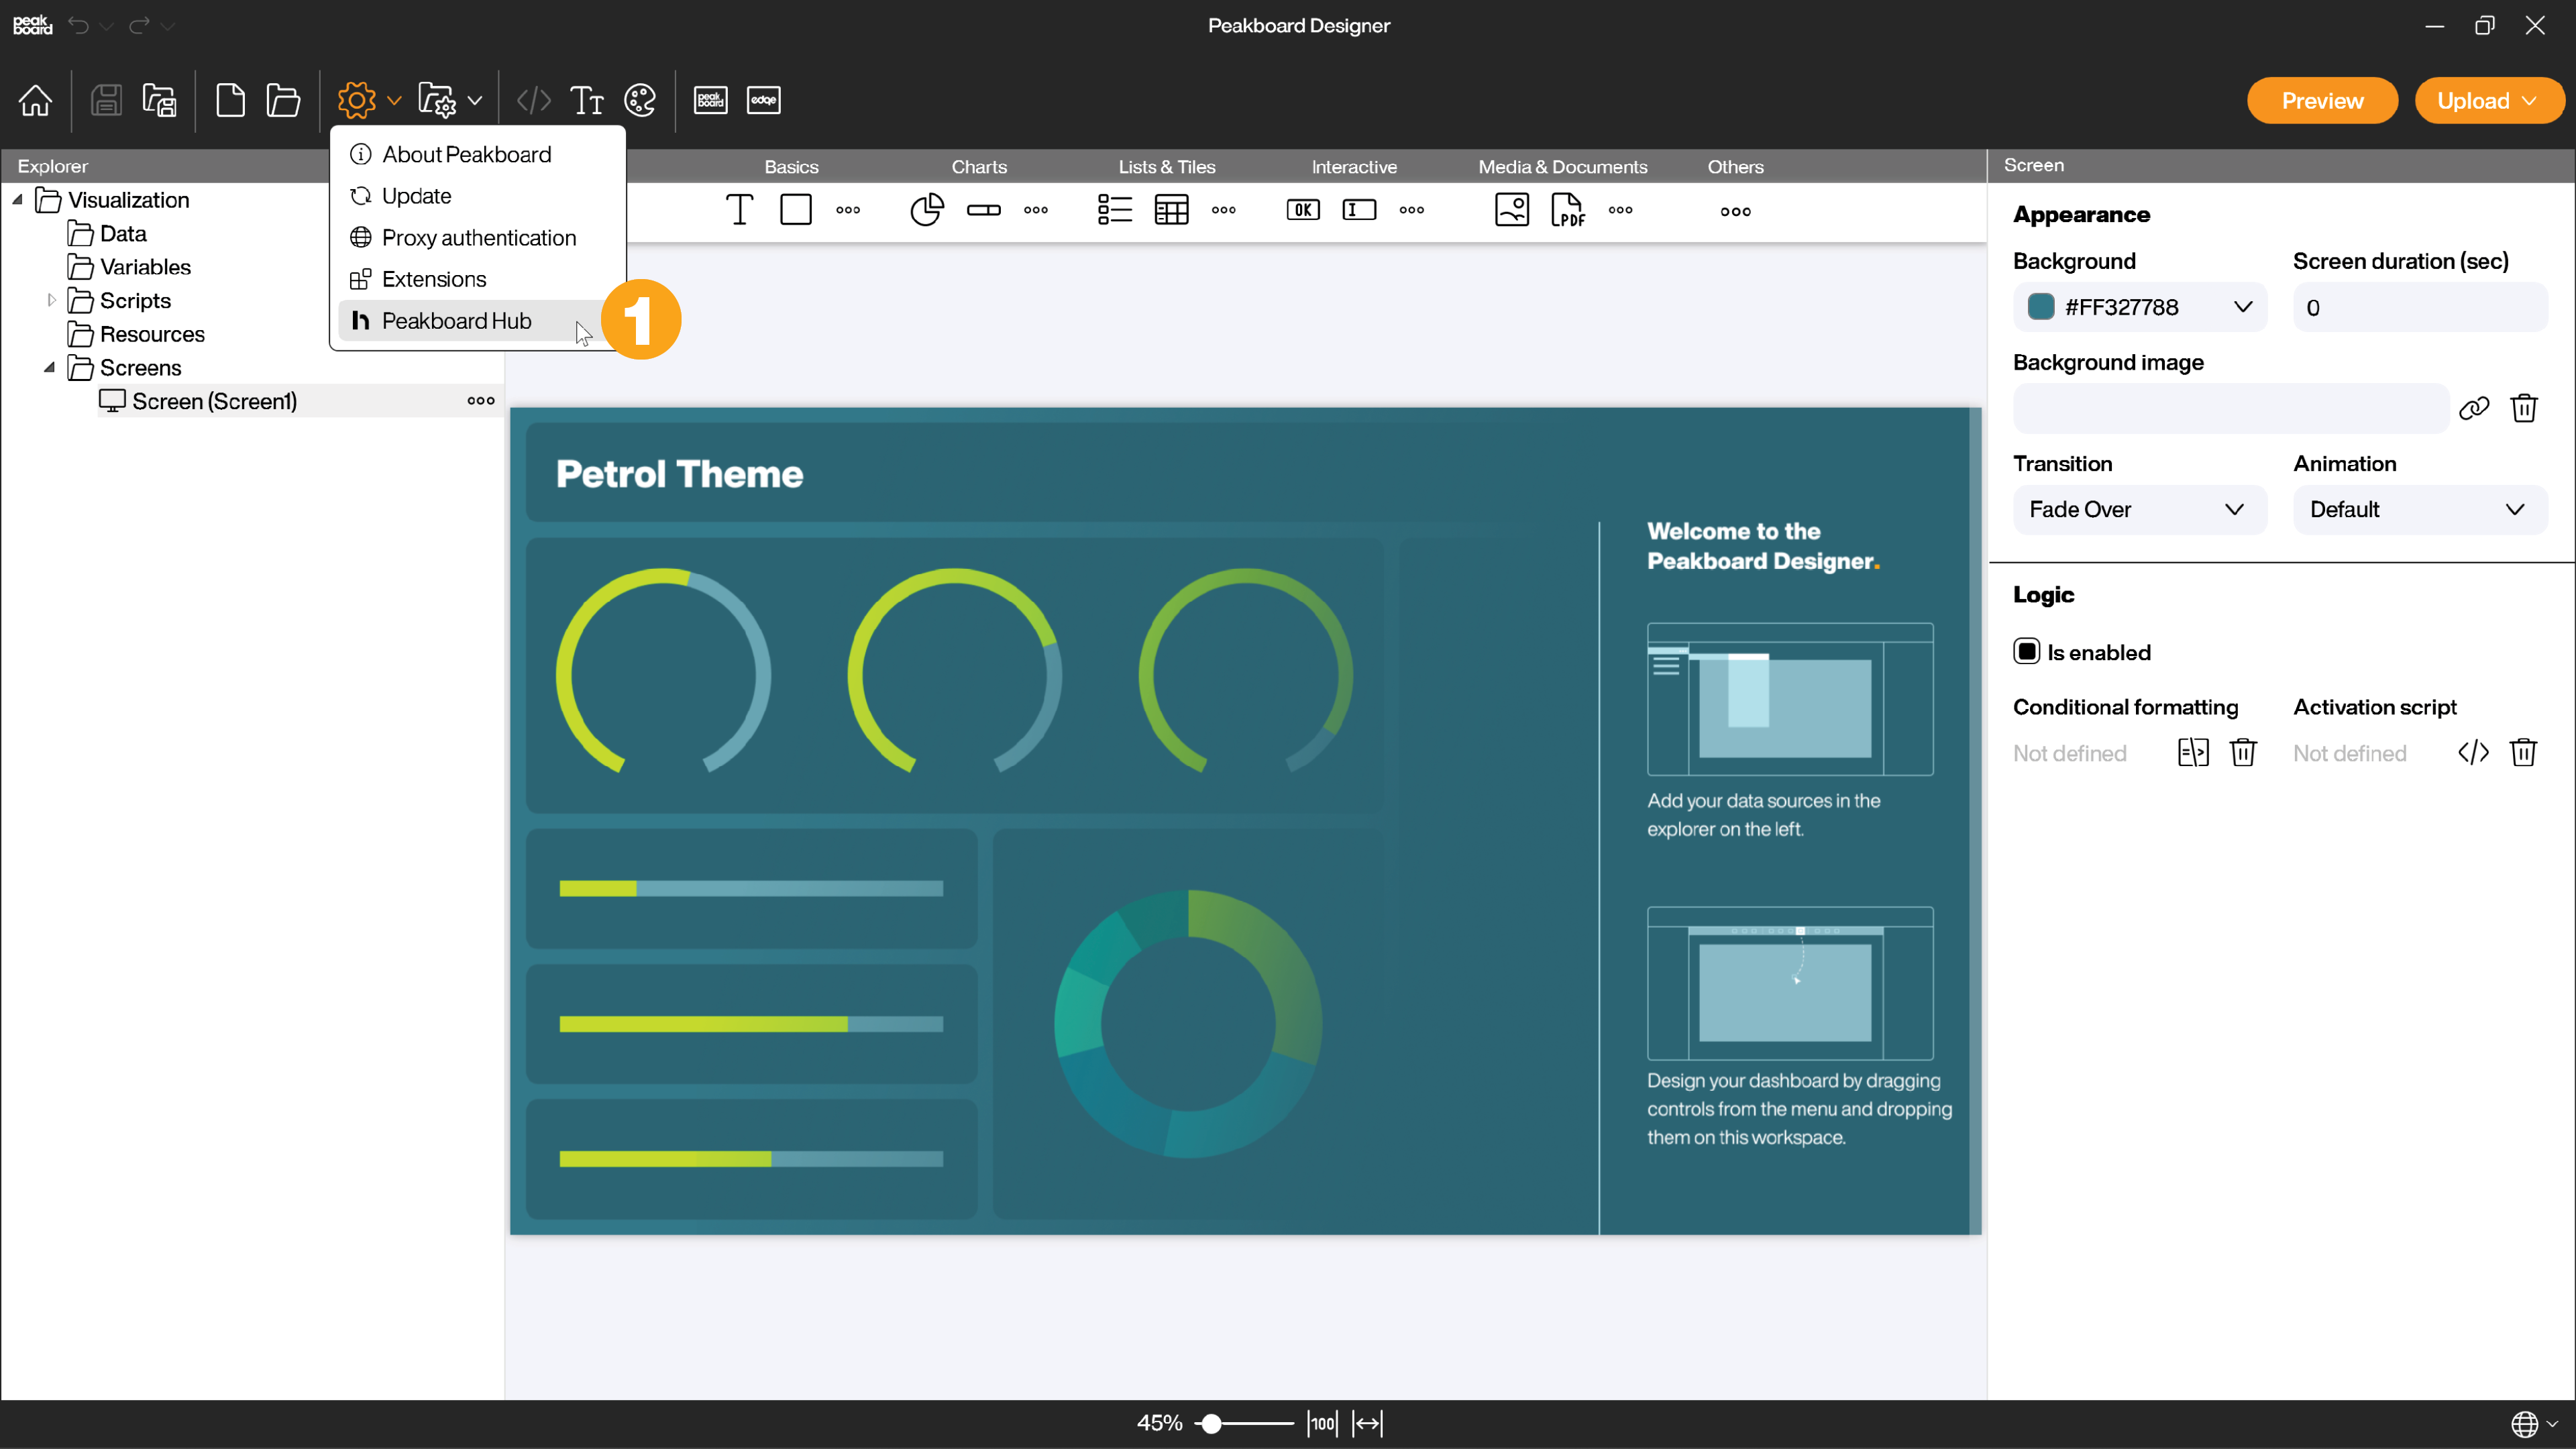 peak
board
Peakboard Designer
peak
board
edge
Preview
Upload
Explorer
Basics
Charts
Lists & Tiles
Interactive
Media & Documents
Others
Screen
OK
I
PDF
About Peakboard
Update
Proxy authentication
Extensions
Peakboard Hub
1
Visualization
Data
Variables
Scripts
Resources
Screens
Screen (Screen1)
Petrol Theme
Welcome to the
Peakboard Designer.
Add your data sources in the
explorer on the left.
Design your dashboard by dragging
controls from the menu and dropping
them on this workspace.
Appearance
Background
Screen duration (sec)
#FF327788
0
Background image
Transition
Animation
Fade Over
Default
Logic
Is enabled
Conditional formatting
Activation script
Not defined
Not defined
45%
100